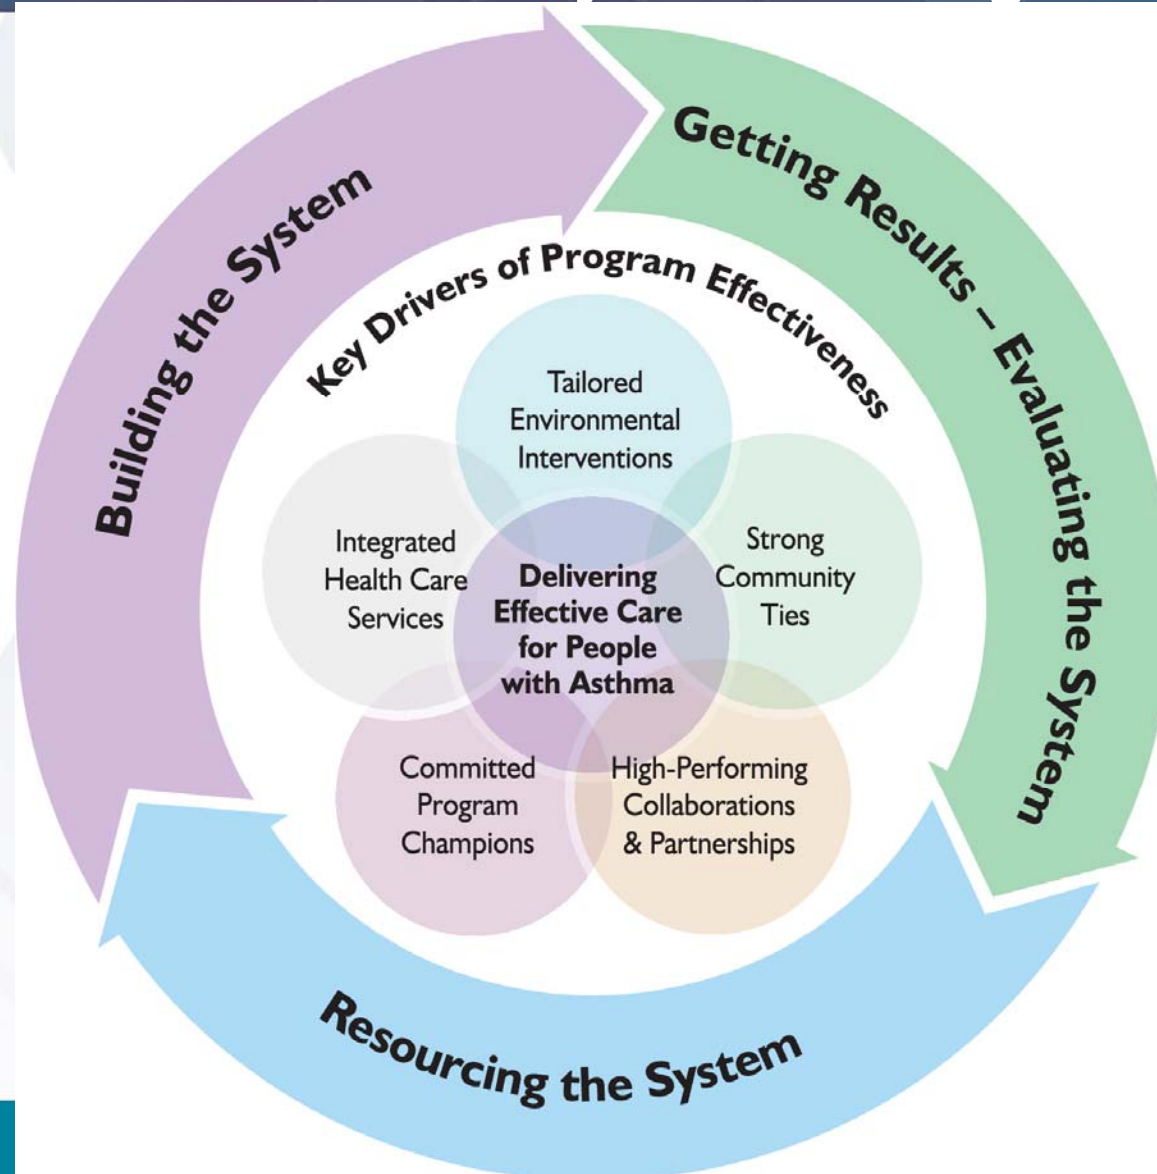 Building the System
Getting Results – Evaluating the System
Key Drivers of Program Effectiveness
Tailored
Environmental
Interventions
Integrated
Health Care
Services
Strong
Community
Ties
Delivering
Effective Care
for People
with Asthma
Committed
Program
Champions
High-Performing
Collaborations
& Partnerships
Resourcing the System